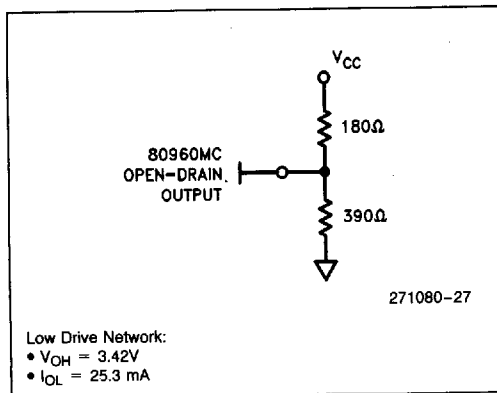 VCC
180Ω
80960MC
OPEN-DRAIN.
OUTPUT
390Ω
271080-27
Low Drive Network:
• VOH = 3.42V
• IOL = 25.3 mA